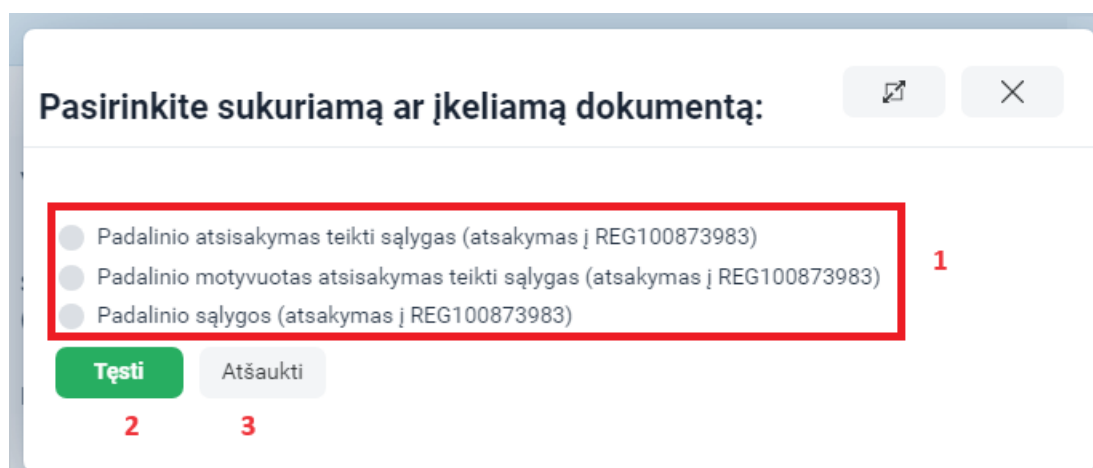 Pasirinkite sukuriamą ar įkeliamą dokumentą:
Padalinio atsisakymas teikti sąlygas (atsakymas į REG100873983)
Padalinio motyvuotas atsisakymas teikti sąlygas (atsakymas į REG100873983)
1
Padalinio sąlygos (atsakymas į REG100873983)
Tęsti Atšaukti
2 3